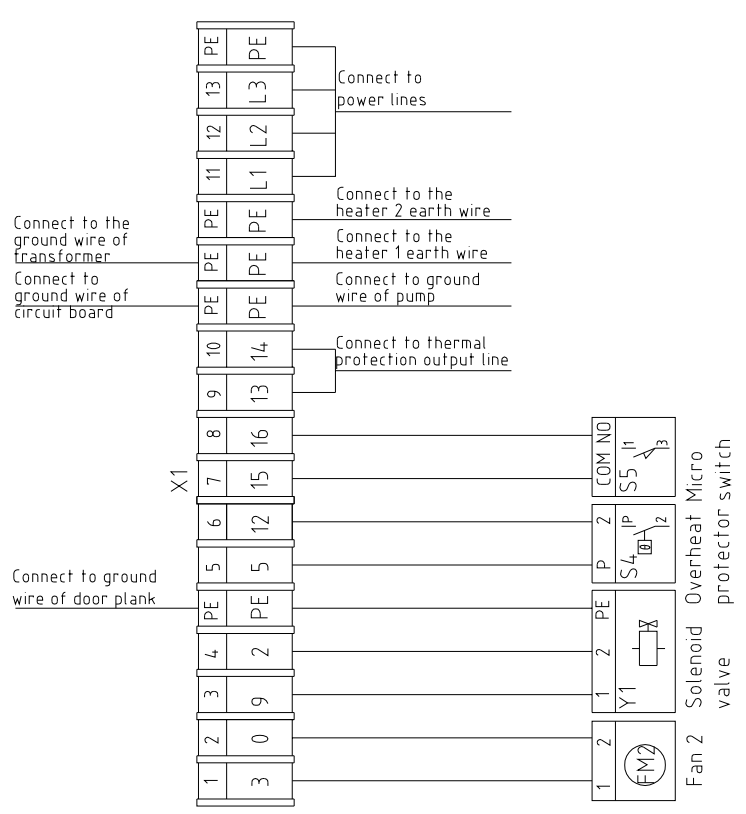 PE PE
13 L3
12 L2
11 L1
PE PE
PE PE
PE PE
10 14
9 13
8 16
7 15
6 12
5 5
PE PE
4 2
3 9
2 0
1 3
X1
Connect to
power lines
Connect to the
heater 2 earth wire
Connect to the
heater 1 earth wire
Connect to ground
wire of pump
Connect to thermal
protection output line
Connect to the
ground wire of
transformer
Connect to
ground wire of
circuit board
Connect to ground
wire of door plank
COM NO
S5
1 3
P 2
S4
P 2
θ
1 2 PE
Y1
1 2
FM2
Micro
switch
Overheat
protector
Solenoid
valve
Fan 2